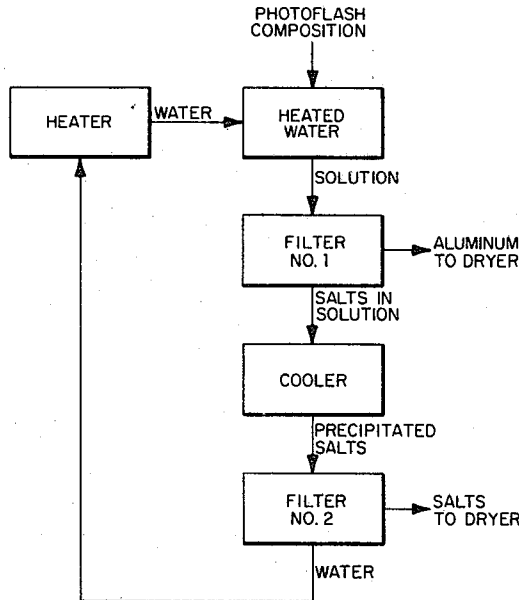 PHOTOFLASH
COMPOSITION
HEATER
WATER
HEATED
WATER
SOLUTION
FILTER
NO. 1
ALUMINUM
TO DRYER
SALTS IN
SOLUTION
COOLER
PRECIPITATED
SALTS
FILTER
NO. 2
SALTS
TO DRYER
WATER